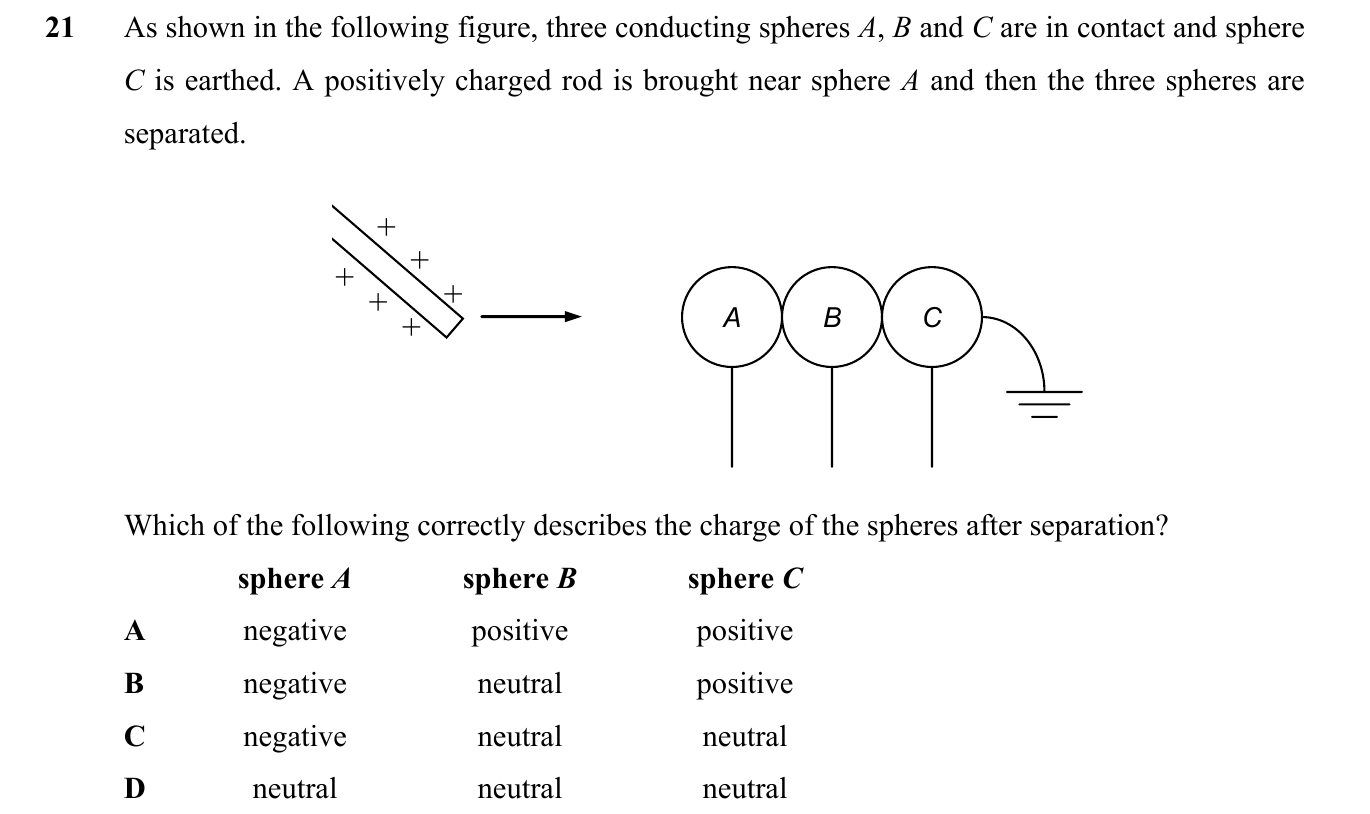 21 As shown in the following figure, three conducting spheres A, B and C are in contact and sphere
C is earthed. A positively charged rod is brought near sphere A and then the three spheres are
separated.
+
+
+
+
+
+
A B C
Which of the following correctly describes the charge of the spheres after separation?
sphere A sphere B sphere C
A negative positive positive
B negative neutral positive
C negative neutral neutral
D neutral neutral neutral